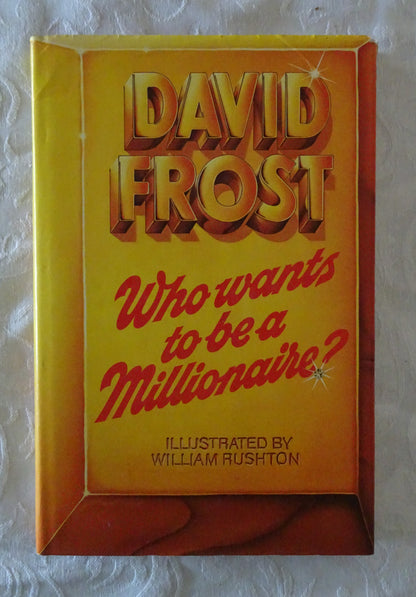 DAVID
FROST
Who wants
to be a
Millionaire?
ILLUSTRATED BY
WILLIAM RUSHTON